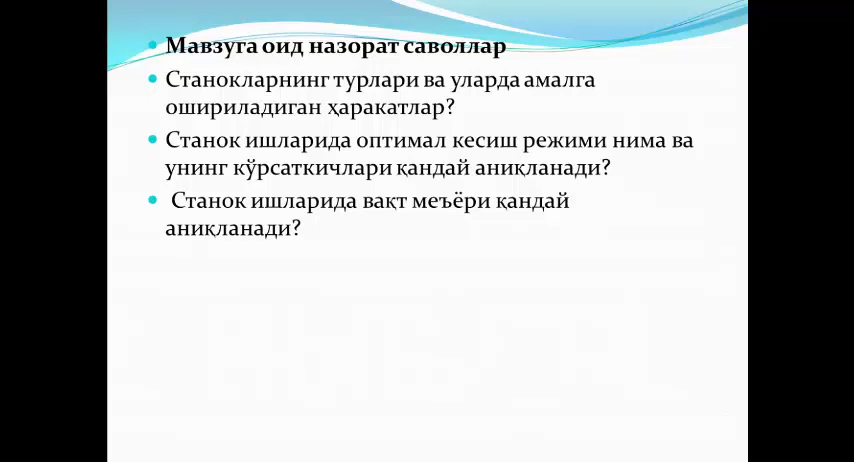 Мавзуга оид назорат саволлар
Станокларнинг турлари ва уларда амалга
ошириладиган ҳаракатлар?
Станок ишларида оптимал кесиш режими нима ва
унинг кўрсаткичлари қандай аниқланади?
Станок ишларида вақт меъёри қандай
аниқланади?